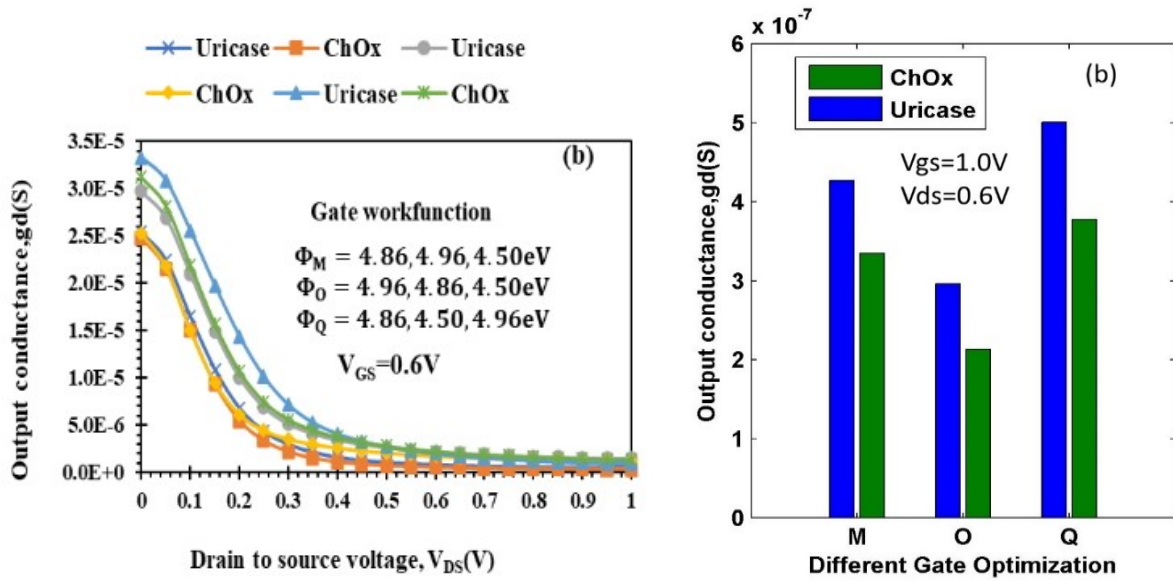 Uricase ChOx Uricase
ChOx Uricase ChOx
Output conductance,gd(S)
3.5E-5
3.0E-5
2.5E-5
2.0E-5
1.5E-5
1.0E-5
5.0E-6
0.0E+0
(b)
Gate workfunction
Φ_M = 4.86,4.96,4.50eV
Φ_O = 4.96,4.86,4.50eV
Φ_Q = 4.86,4.50,4.96eV
V_GS=0.6V
0 0.1 0.2 0.3 0.4 0.5 0.6 0.7 0.8 0.9 1
Drain to source voltage,V_DS(V)
x 10^-7
Output conductance,gd(S)
6
5
4
3
2
1
0
ChOx
Uricase
(b)
Vgs=1.0V
Vds=0.6V
M O Q
Different Gate Optimization